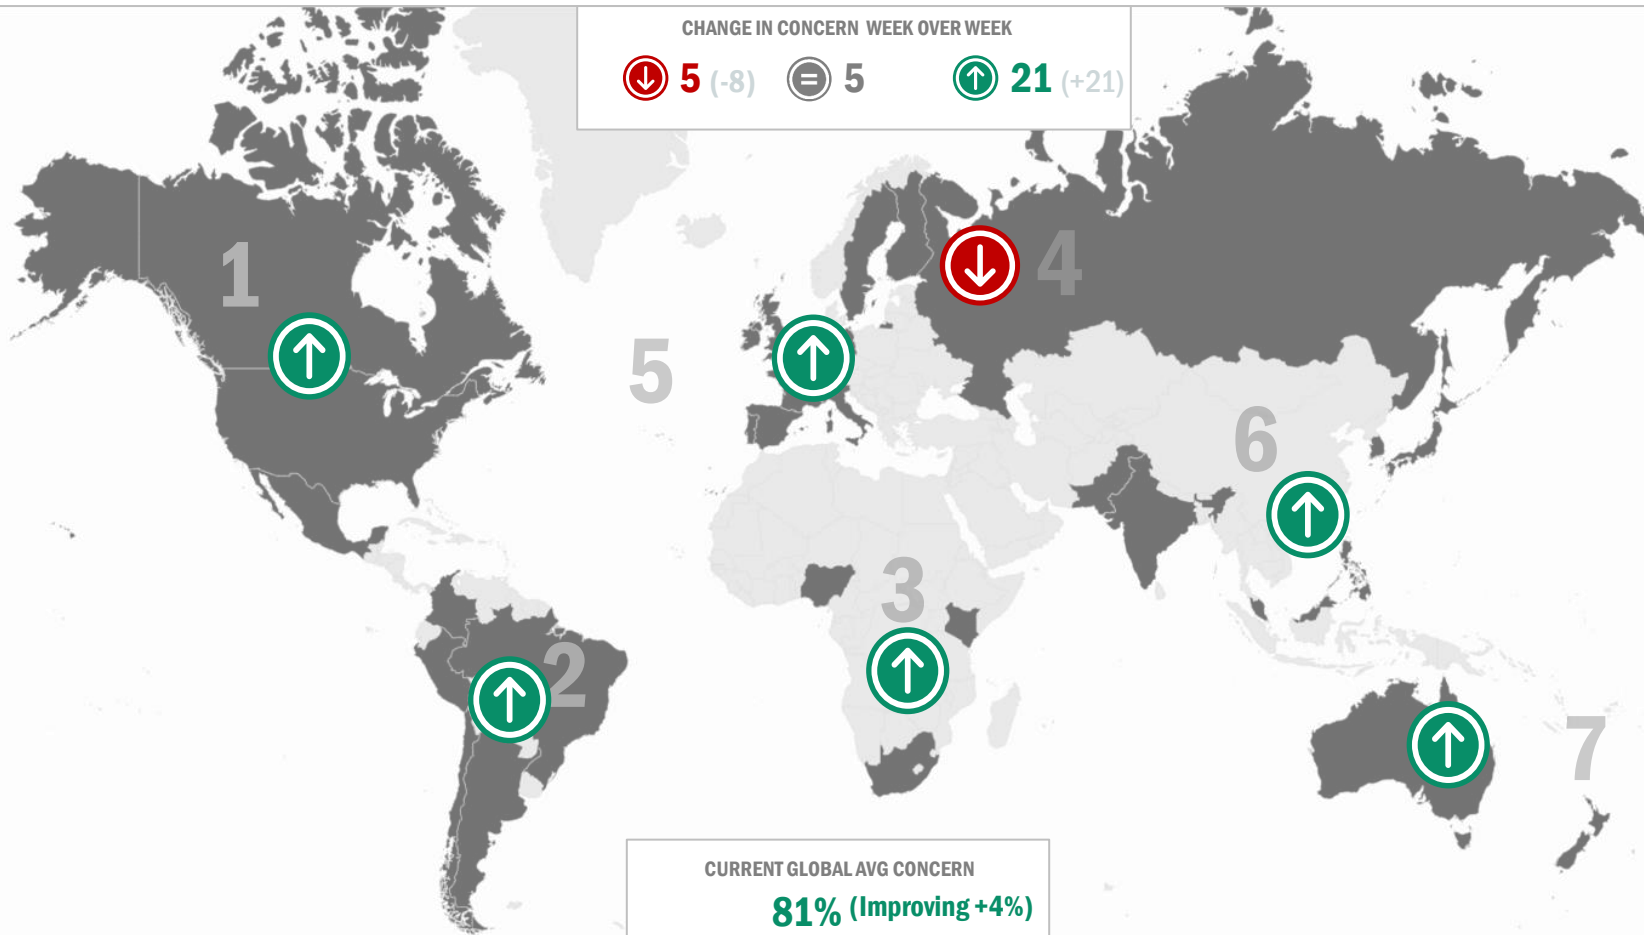 CHANGE IN CONCERN WEEK OVER WEEK
5 (-8) = 5 21 (+21)
1
4
5
6
3
2
7
CURRENT GLOBAL AVG CONCERN
81% (Improving +4%)